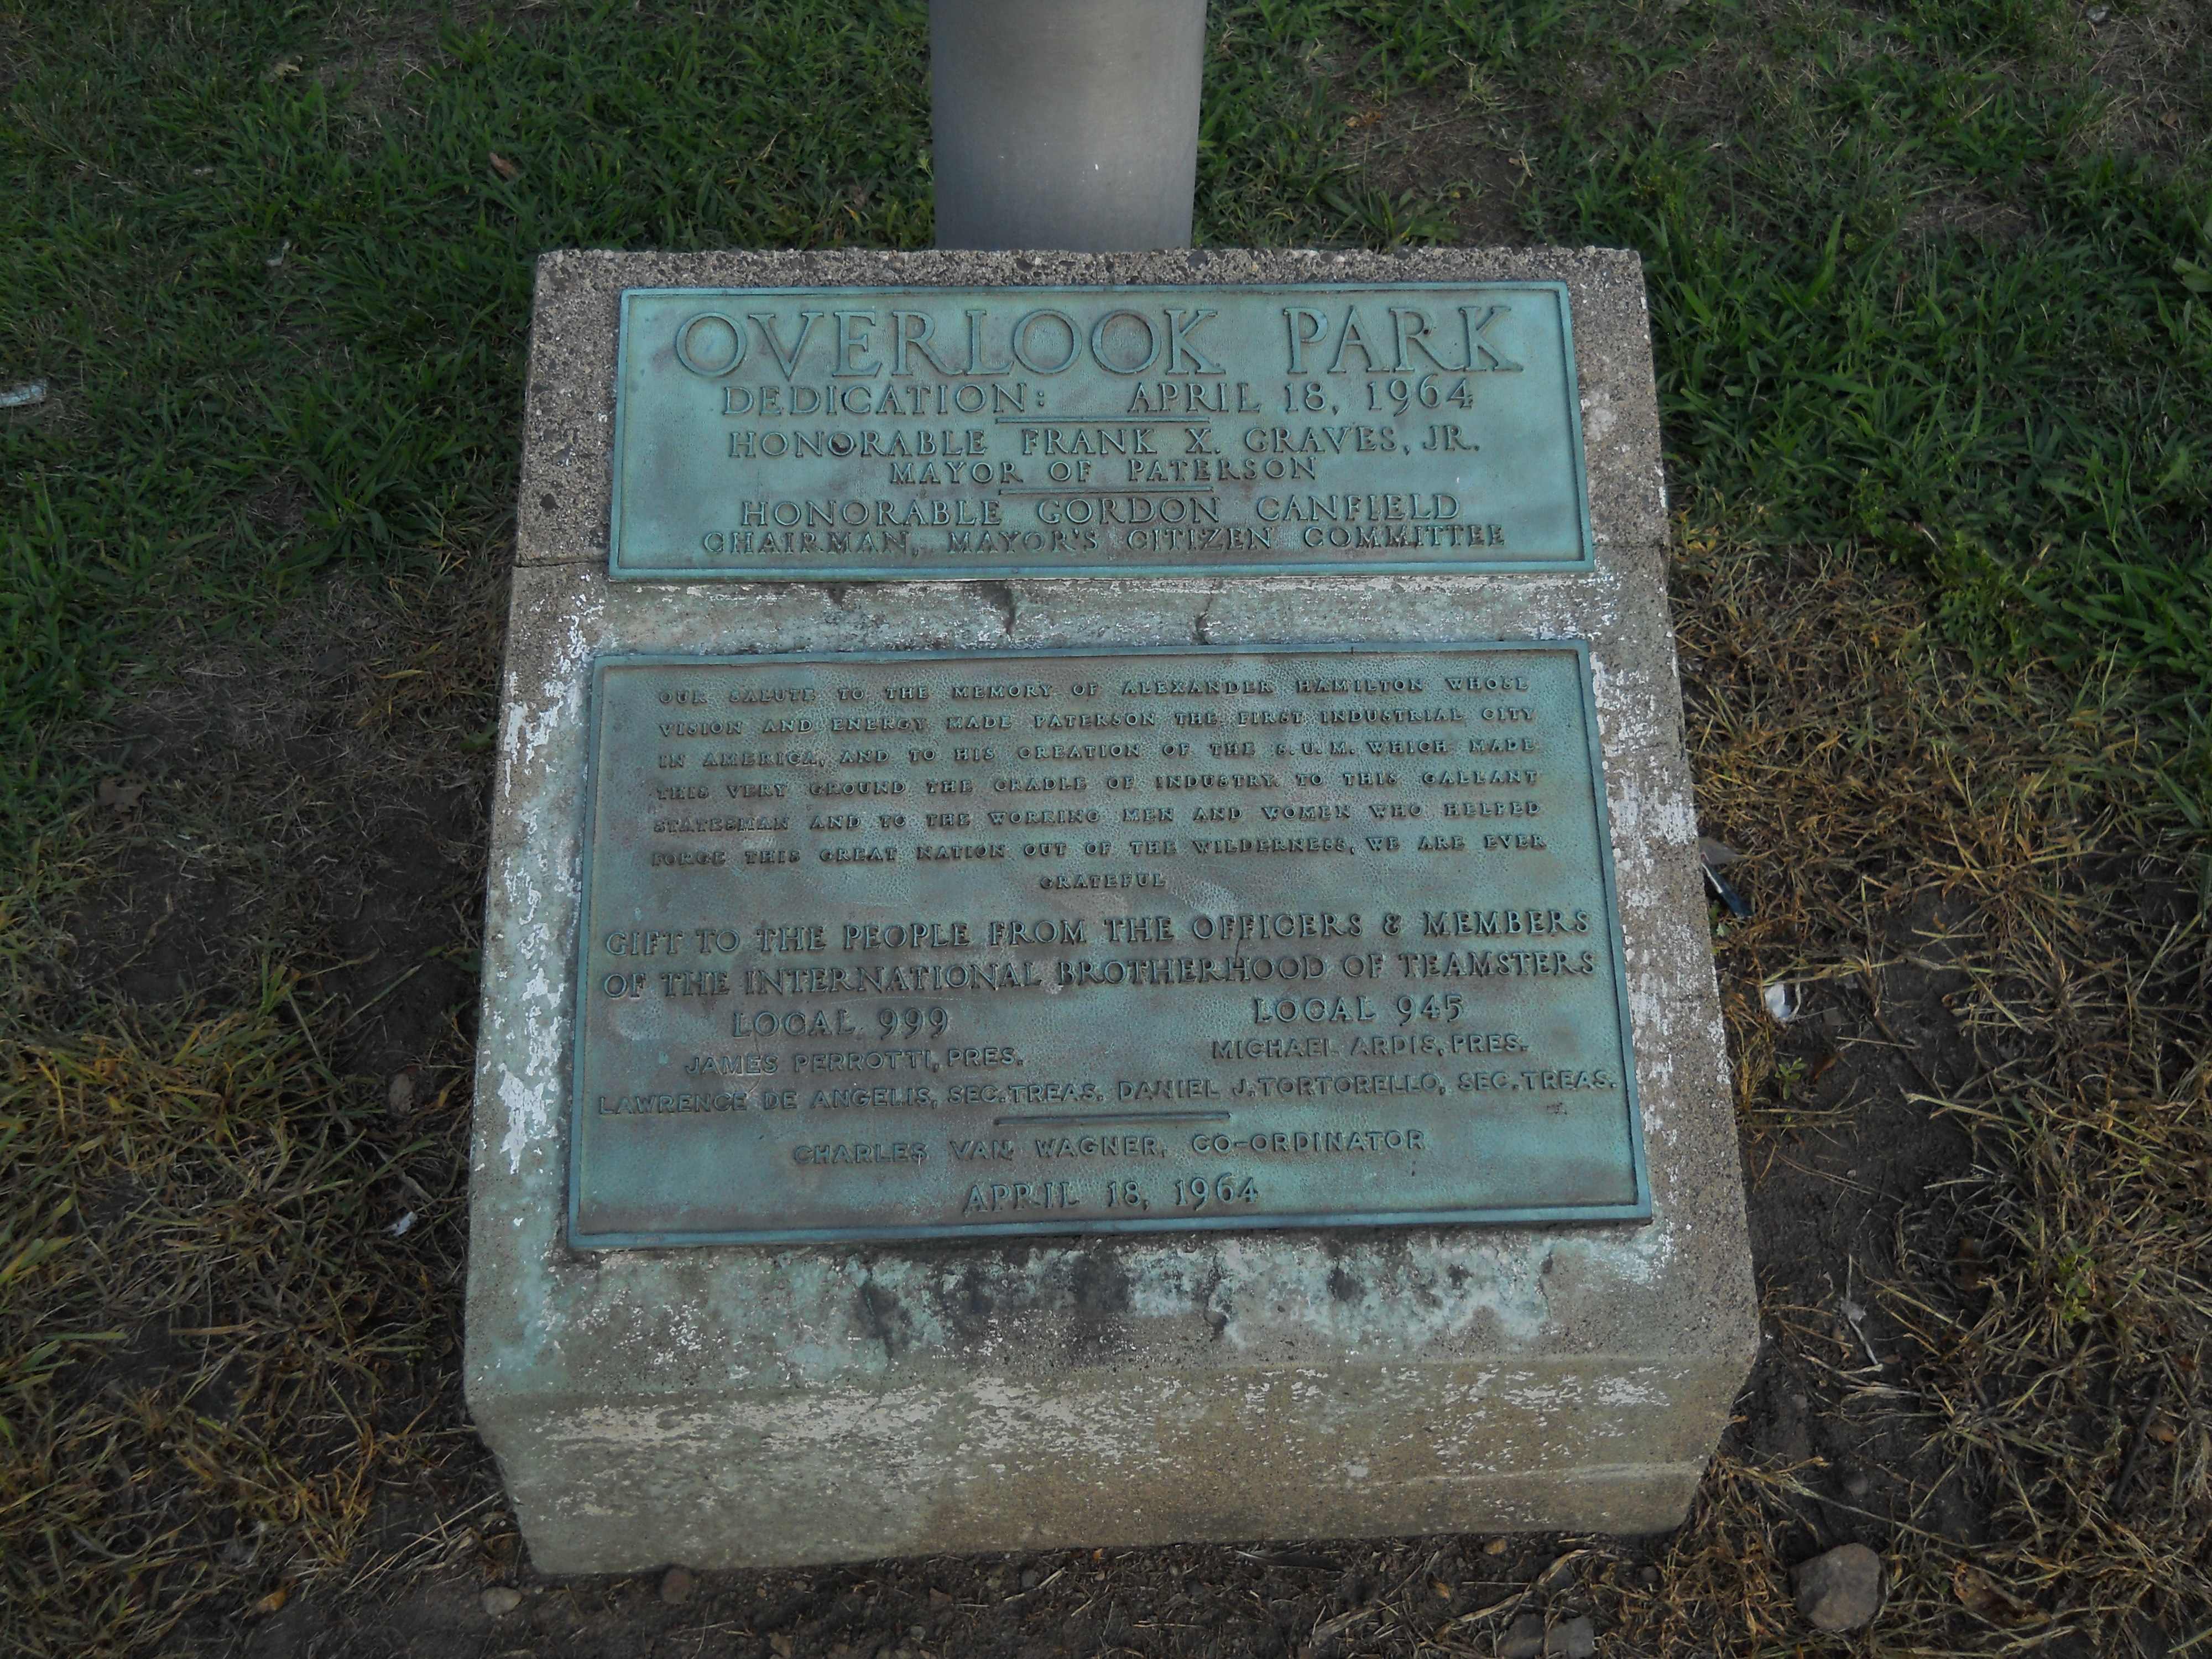 OVERLOOK PARK
DEDICATION: APRIL 18, 1964
HONORABLE FRANK X. GRAVES, JR.
MAYOR OF PATERSON
HONORABLE GORDON CANFIELD
CHAIRMAN, MAYOR'S CITIZEN COMMITTEE
OUR SALUTE TO THE MEMORY OF ALEXANDER HAMILTON WHOSE
VISION AND ENERGY MADE PATERSON THE FIRST INDUSTRIAL CITY
IN AMERICA, AND TO HIS CREATION OF THE S.U.M. WHICH MADE
THIS VERY GROUND THE CRADLE OF INDUSTRY. TO THIS GALLANT
STATESMAN AND TO THE WORKING MEN AND WOMEN WHO HELPED
FORGE THIS GREAT NATION OUT OF THE WILDERNESS, WE ARE EVER
GRATEFUL
GIFT TO THE PEOPLE FROM THE OFFICERS & MEMBERS
OF THE INTERNATIONAL BROTHERHOOD OF TEAMSTERS
LOCAL 999 LOCAL 945
JAMES PERROTTI, PRES. MICHAEL ARDIS, PRES.
LAWRENCE DE ANGELIS, SEC. TREAS. DANIEL J. TORTORELLO, SEC. TREAS.
CHARLES VAN WAGNER, CO-ORDINATOR
APRIL 18, 1964